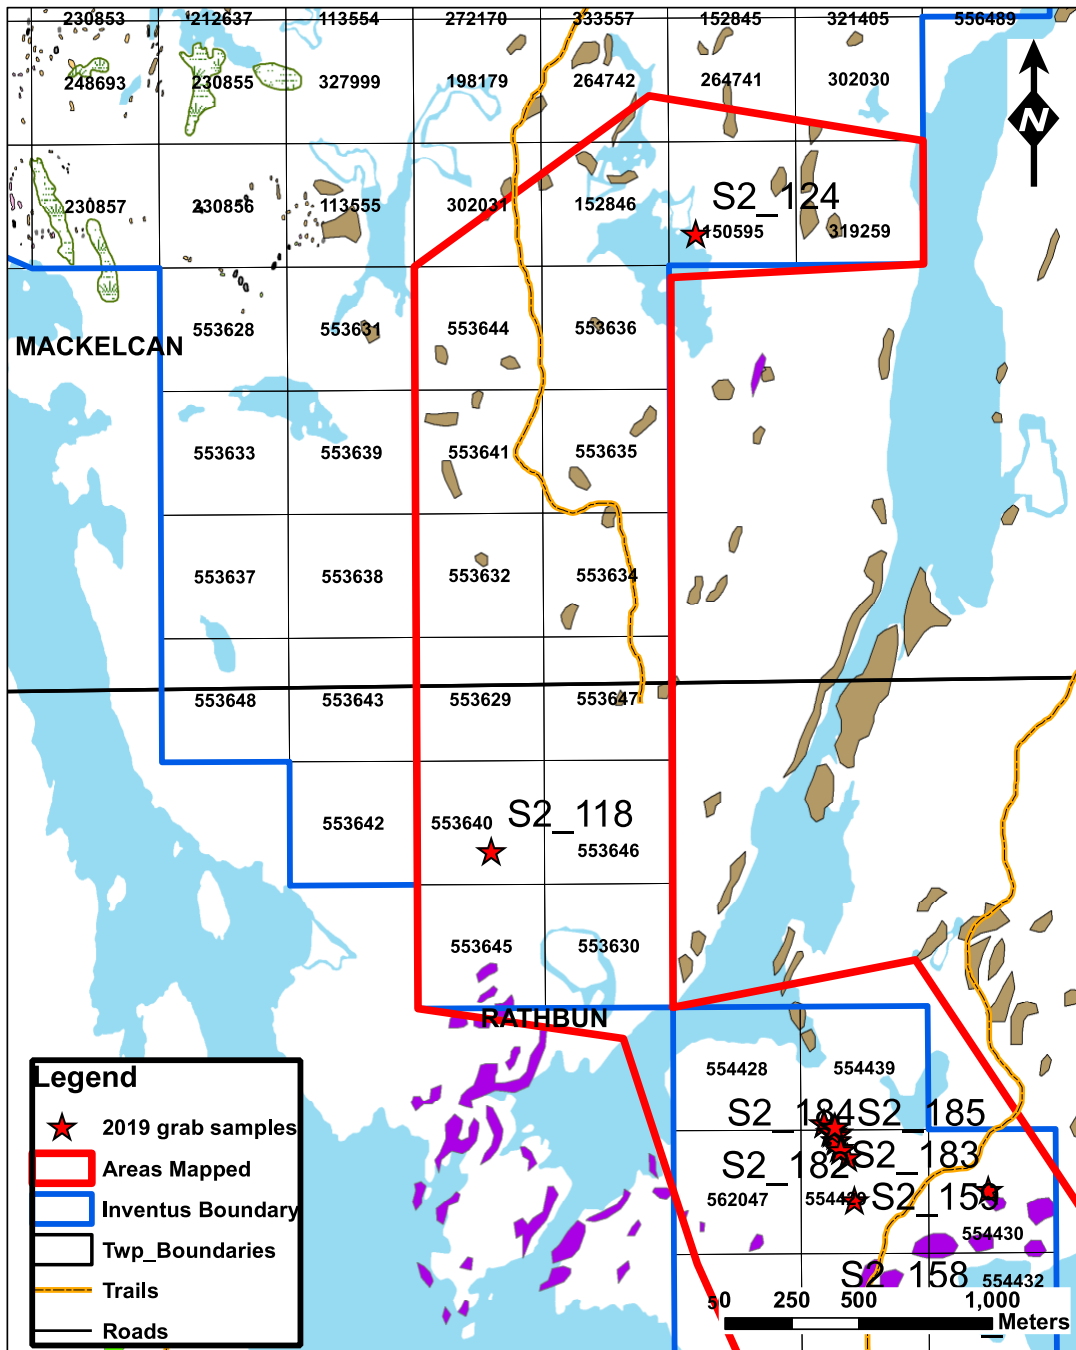 230853 212637 113554 272170 333557 152845 321405 556489
248693 230855 327999 198179 264742 264741 302030
N
S2_124
230857 230856 113555 302031 152846 150595 319259
553628 553631 553644 553636
MACKELCAN
553633 553639 553641 553635
553637 553638 553632 553634
553648 553643 553629 553647
S2_118
553642 553640
553646
553645 553630
RATHBUN
554428 554439
S2_184 S2_185
S2_182 S2_183
562047 S2_159
554430
S2_158 554432
Legend
2019 grab samples
Areas Mapped
Inventus Boundary
Twp_Boundaries
Trails
Roads
50 250 500 1,000
Meters